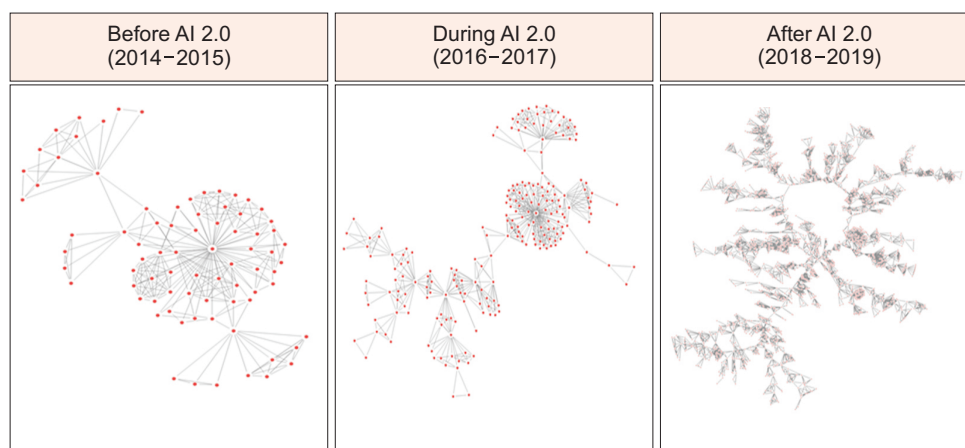 Before AI 2.0
(2014−2015)
During AI 2.0
(2016−2017)
After AI 2.0
(2018−2019)